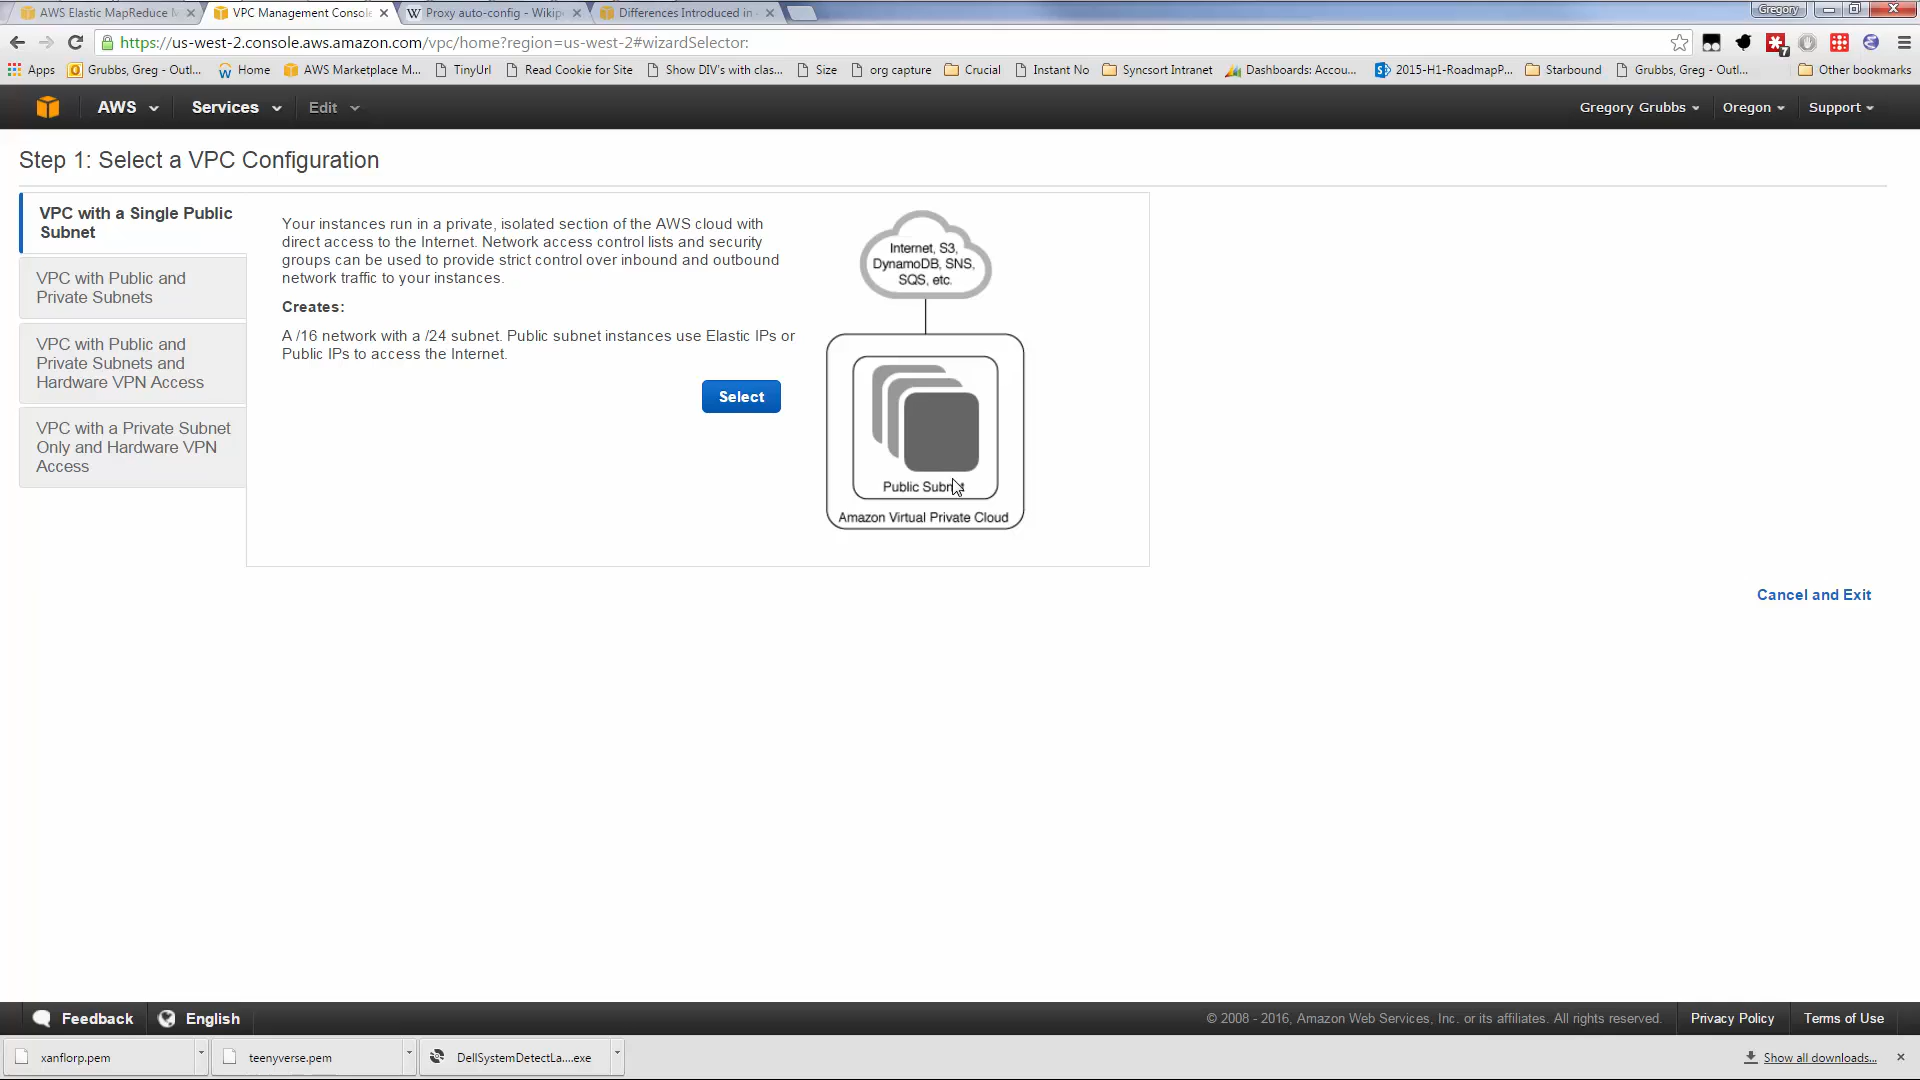 AWS Elastic MapReduce M
VPC Management Console
Proxy auto-config - Wikip
Differences Introduced in
Gregory
https://us-west-2.console.aws.amazon.com/vpc/home?region=us-west-2#wizardSelector:
7
Apps
Grubbs, Greg - Outl...
Home
AWS Marketplace M...
TinyUrl
Read Cookie for Site
Show DIV's with clas...
Size
org capture
Crucial
Instant No
Syncsort Intranet
Dashboards: Accou...
2015-H1-RoadmapP...
Starbound
Grubbs, Greg - Outl...
Other bookmarks
AWS
Services
Edit
Gregory Grubbs
Oregon
Support
Step 1: Select a VPC Configuration
VPC with a Single Public
Subnet
VPC with Public and
Private Subnets
VPC with Public and
Private Subnets and
Hardware VPN Access
VPC with a Private Subnet
Only and Hardware VPN
Access
Your instances run in a private, isolated section of the AWS cloud with
direct access to the Internet. Network access control lists and security
groups can be used to provide strict control over inbound and outbound
network traffic to your instances.
Creates:
A /16 network with a /24 subnet. Public subnet instances use Elastic IPs or
Public IPs to access the Internet.
Select
Internet, S3,
DynamoDB, SNS,
SQS, etc.
Public Subnet
Amazon Virtual Private Cloud
Cancel and Exit
Feedback
English
© 2008 - 2016, Amazon Web Services, Inc. or its affiliates. All rights reserved.
Privacy Policy
Terms of Use
xanflorp.pem
teenyverse.pem
DellSystemDetectLa....exe
Show all downloads...